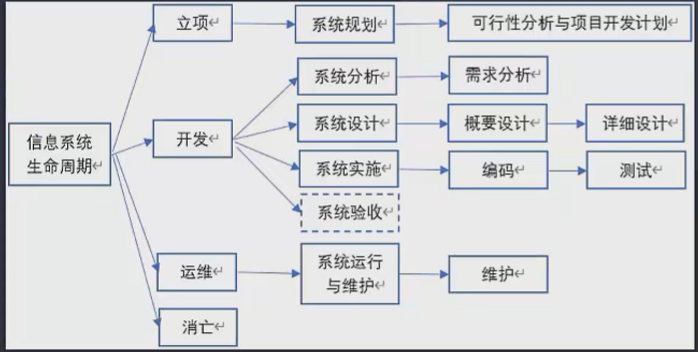 立项
系统规划
可行性分析与项目开发计划
系统分析
需求分析
信息系统
生命周期
开发
系统设计
概要设计
详细设计
系统实施
编码
测试
系统验收
运维
系统运行
与维护
维护
消亡